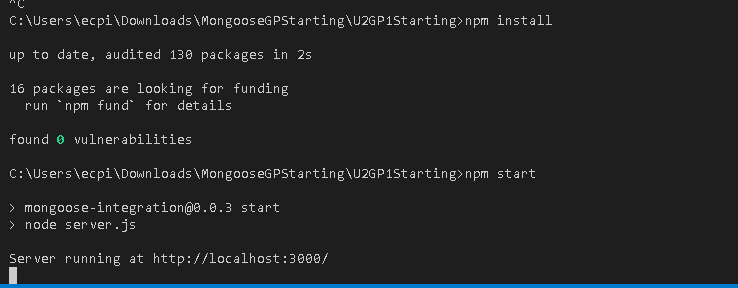 ^C
C:\Users\ecpi\Downloads\MongooseGPStarting\U2GP1Starting>npm install
up to date, audited 130 packages in 2s
16 packages are looking for funding
  run `npm fund` for details
found 0 vulnerabilities
C:\Users\ecpi\Downloads\MongooseGPStarting\U2GP1Starting>npm start
> mongoose-integration@0.0.3 start
> node server.js
Server running at http://localhost:3000/